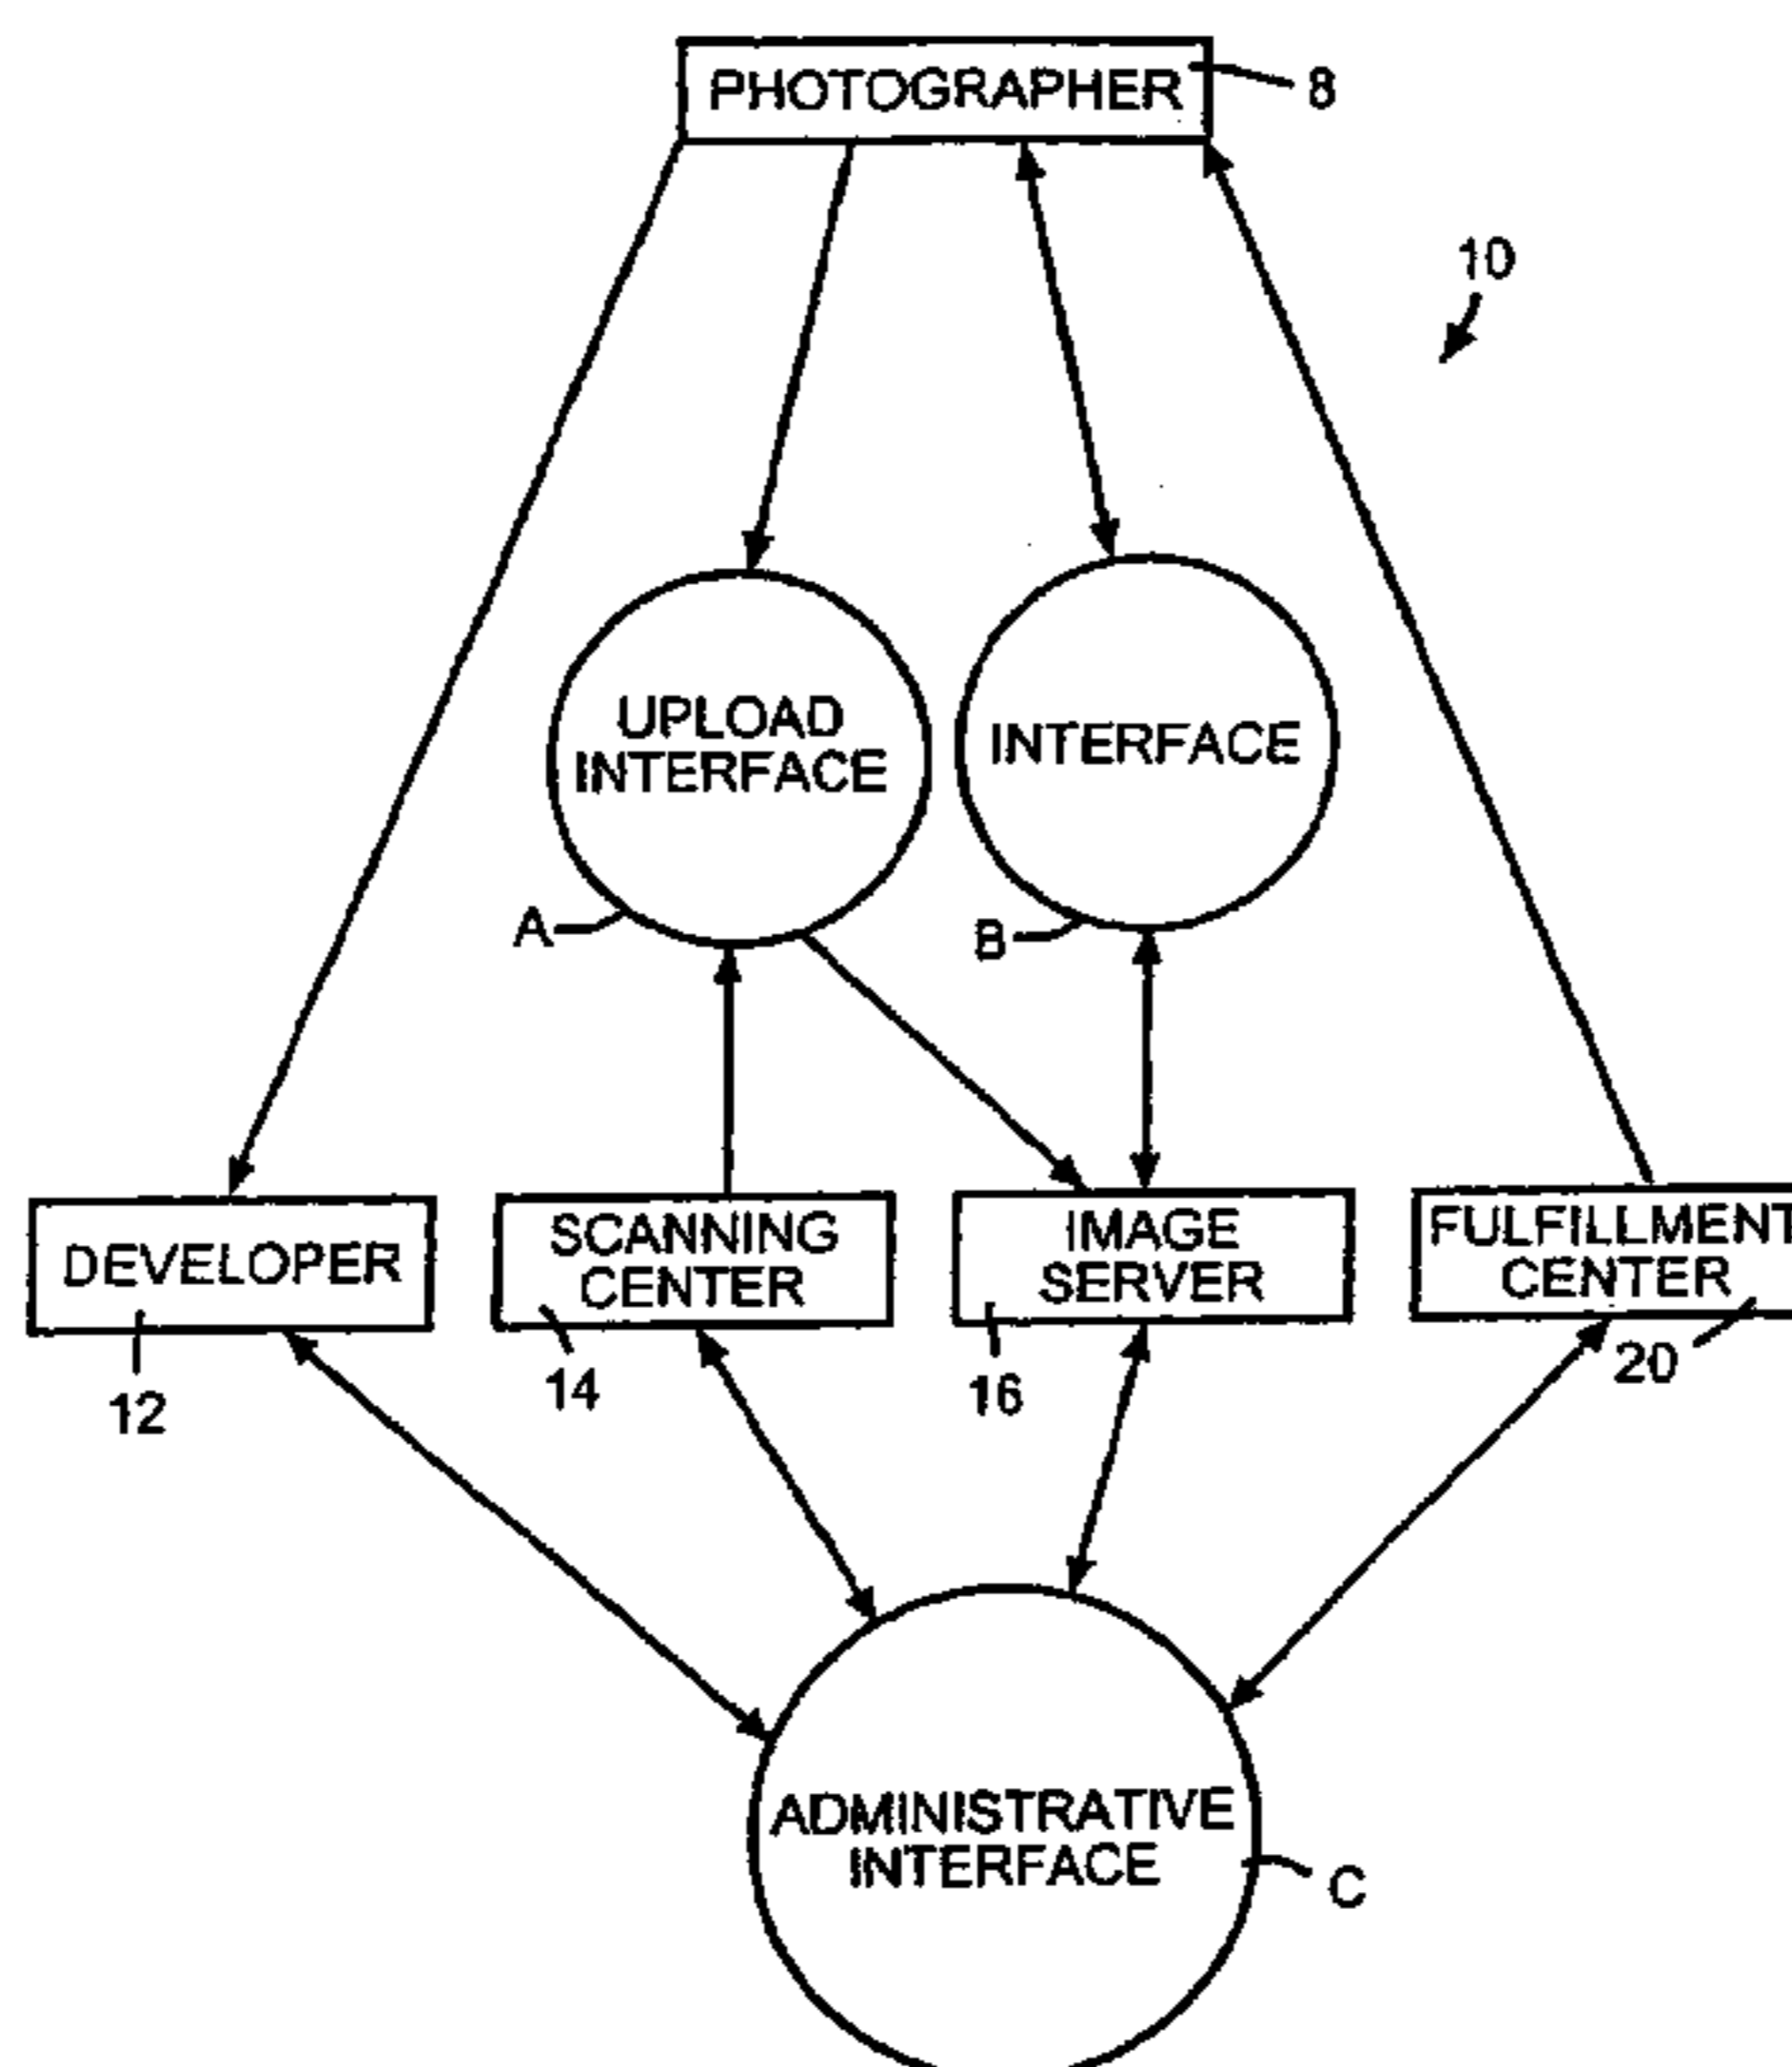 PHOTOGRAPHER
8
10
UPLOAD
INTERFACE
INTERFACE
A
B
DEVELOPER
SCANNING
CENTER
IMAGE
SERVER
FULFILLMENT
CENTER
12
14
16
20
ADMINISTRATIVE
INTERFACE
C